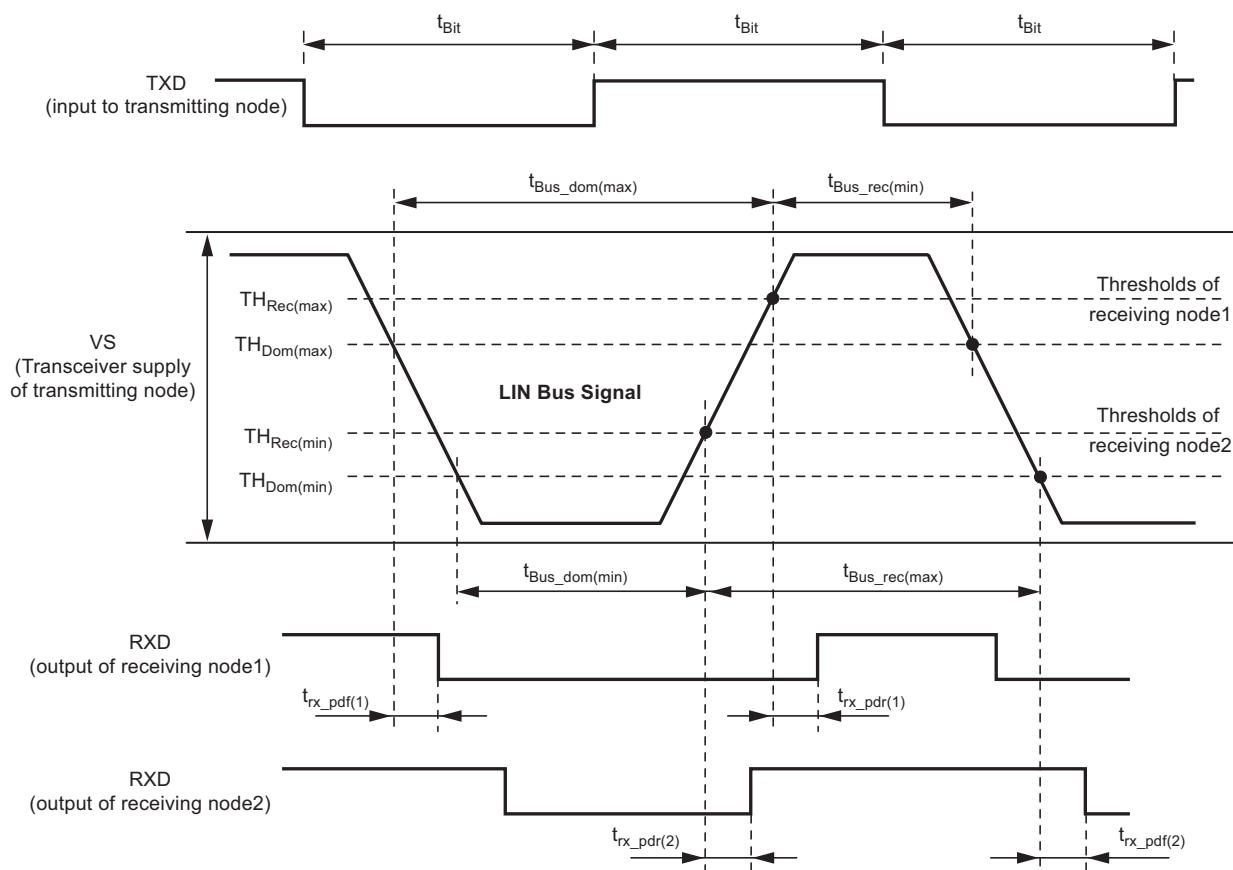 tBit tBit tBit
TXD
(input to transmitting node)
tBus_dom(max) tBus_rec(min)
THRec(max)
THDom(max)
THRec(min)
THDom(min)
VS
(Transceiver supply
of transmitting node)
LIN Bus Signal
Thresholds of
receiving node1
Thresholds of
receiving node2
tBus_dom(min) tBus_rec(max)
RXD
(output of receiving node1)
trx_pdf(1) trx_pdr(1)
RXD
(output of receiving node2)
trx_pdr(2) trx_pdf(2)